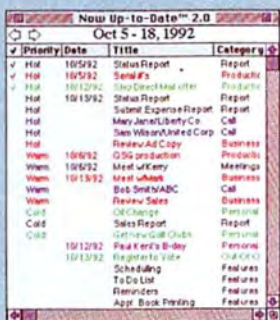 Now Up-to-Date™ 2.0
Oct 5 - 18, 1992
✓ Priority Date Title Category
✓ Hot 10/5/92 Status Report Report
✓ Hot 10/5/92 Serial #'s Productic
✓ Hot 10/12/92 Stop Direct Mail offer Productic
Hot 10/13/92 Status Report Report
Hot Submit Expense Report Report
Hot Mary Jane/Liberty Co. Call
Hot Sam Wilson/United Corp Call
Hot Review Ad Copy Business
Warm 10/6/92 QSG production Productic
Warm 10/8/92 Meet w/Kerry Meetings
Warm 10/13/92 Meet w/Mark Business
Warm Bob Smith/ABC Call
Warm Review Sales Business
Cold Oil Change Personal
Cold Sales Report Report
Cold Get new Golf Clubs Personal
10/12/92 Paul Kent's B-day Personal
10/13/92 Register to Vote Out Of O
Scheduling Features
To Do List Features
Reminders Features
Appt. Book Printing Features